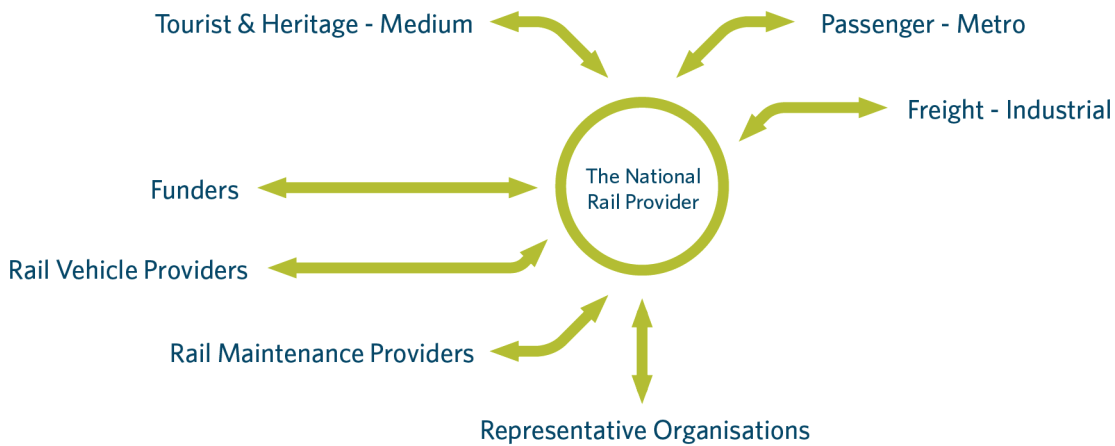 Tourist & Heritage - Medium
Passenger - Metro
Freight - Industrial
The National
Rail Provider
Funders
Rail Vehicle Providers
Rail Maintenance Providers
Representative Organisations